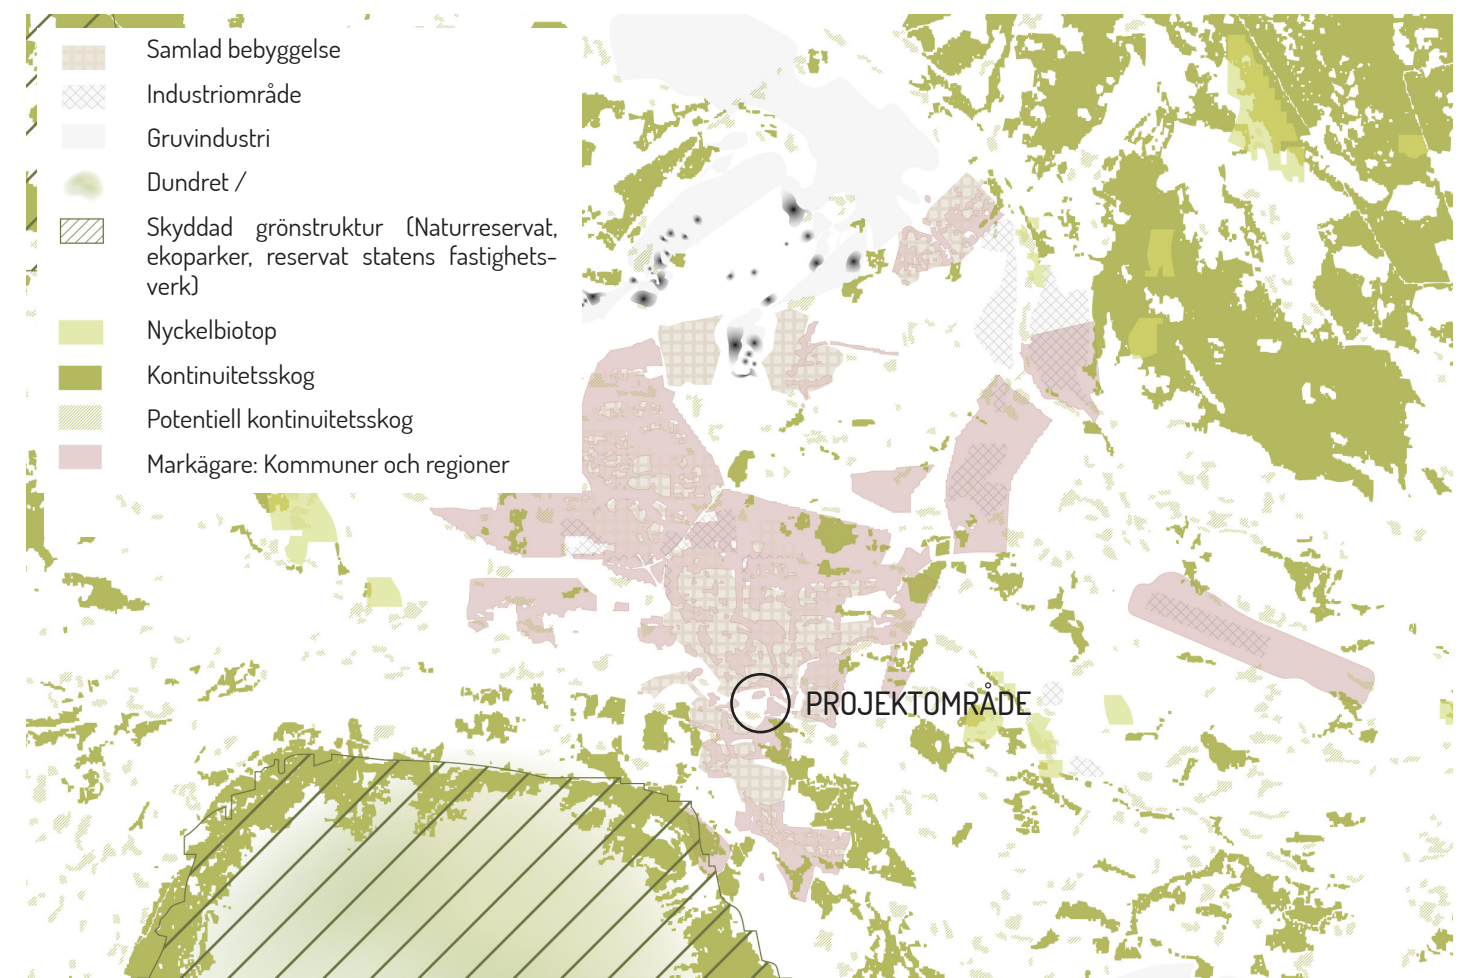 Samlad bebyggelse
Industriområde
Gruvindustri
Dundret /
Skyddad grönstruktur (Naturreservat,
ekoparker, reservat statens fastighets-
verk)
Nyckelbiotop
Kontinuitetsskog
Potentiell kontinuitetsskog
Markägare: Kommuner och regioner
PROJEKTOMRÅDE